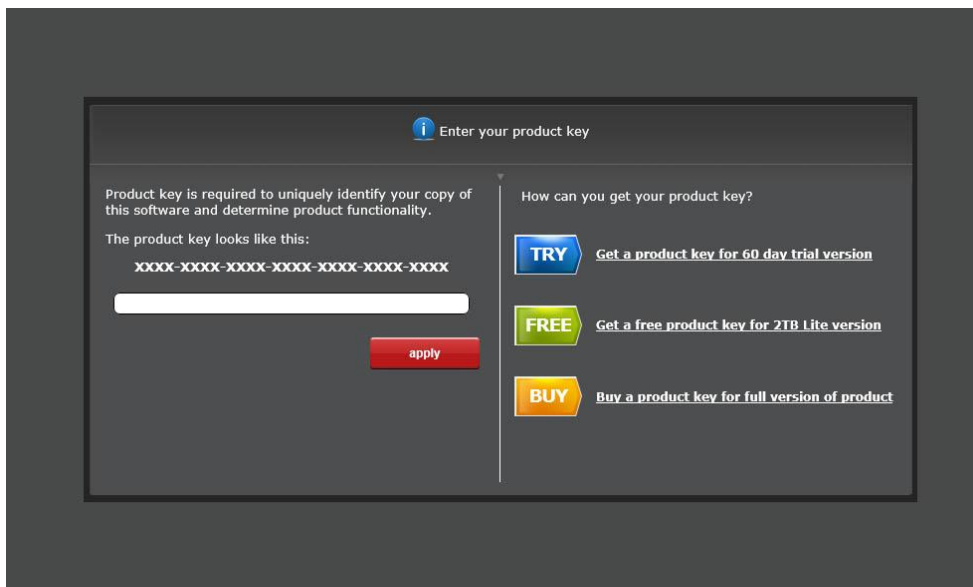 Enter your product key
Product key is required to uniquely identify your copy of
this software and determine product functionality.
The product key looks like this:
xxxx-xxxx-xxxx-xxxx-xxxx-xxxx-xxxx
apply
How can you get your product key?
TRY Get a product key for 60 day trial version
FREE Get a free product key for 2TB Lite version
BUY Buy a product key for full version of product